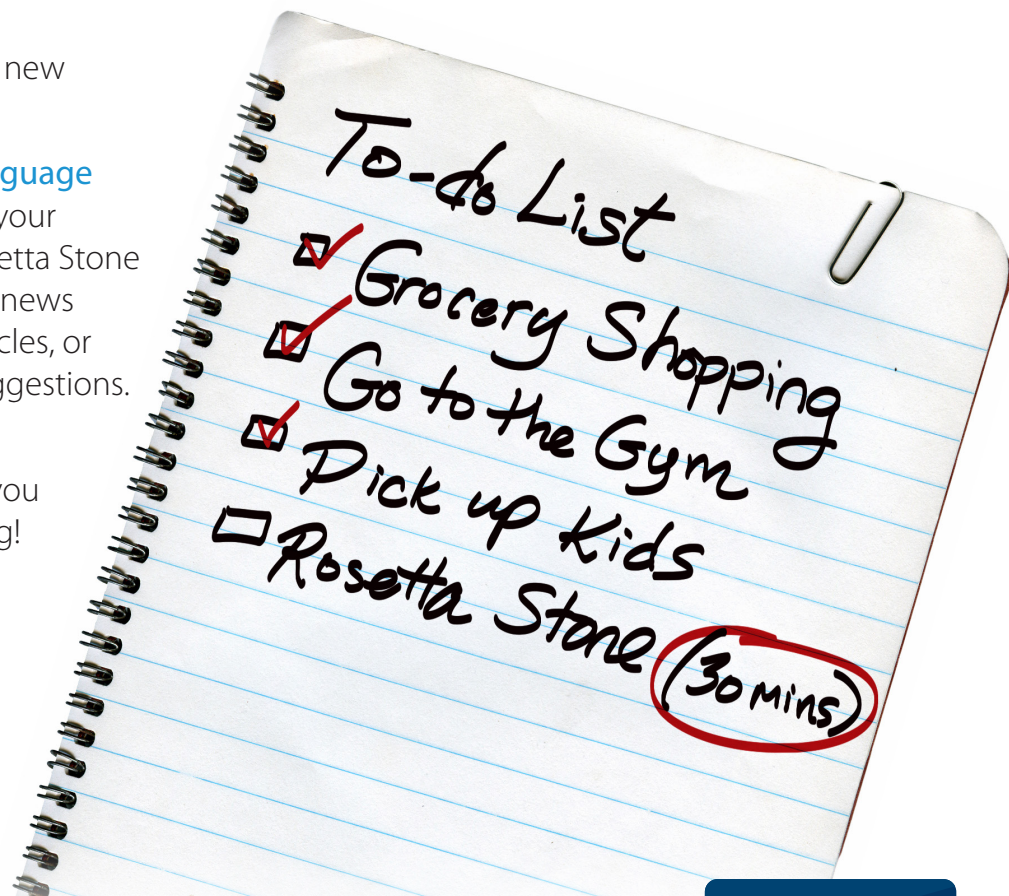 new
guage
your
etta Stone
news
cles, or
ggestions.
you
g!
To-do List
Grocery Shopping
Go to the Gym
Pick up Kids
Rosetta Stone (30 mins)